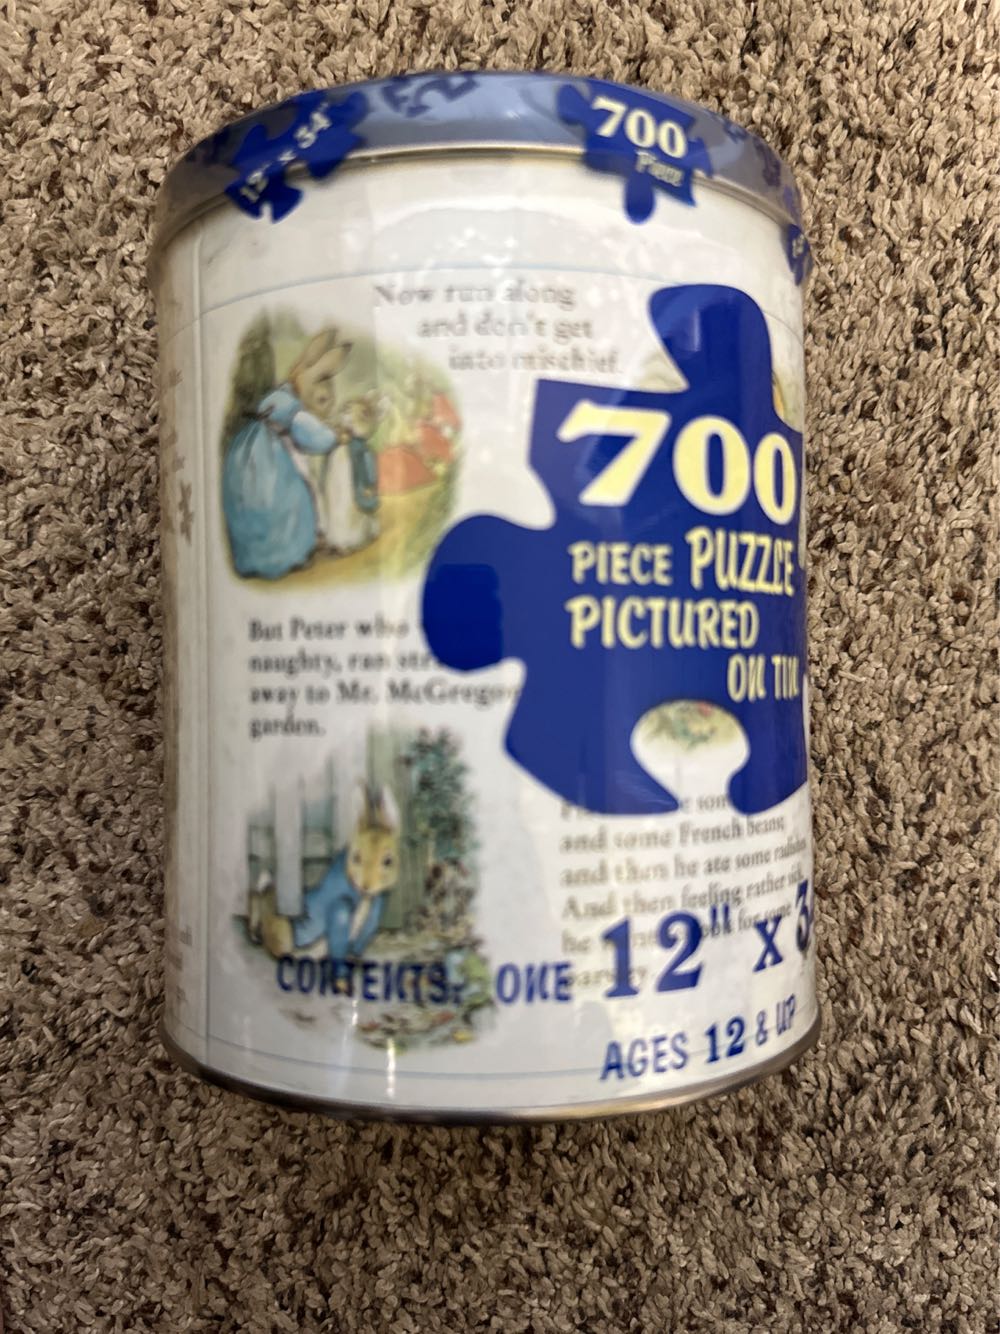 12" x 34"
700
Piece
Now run along
and don't get
into mischief.
700
PIECE PUZZLE
PICTURED
ON TIN
But Peter who
naughty, ran
away to Mr. McGregor
garden.
and some French beans;
and then he ate some radishes
And then feeling rather sick,
he
CONTENTS: ONE 12" X
AGES 12 & UP